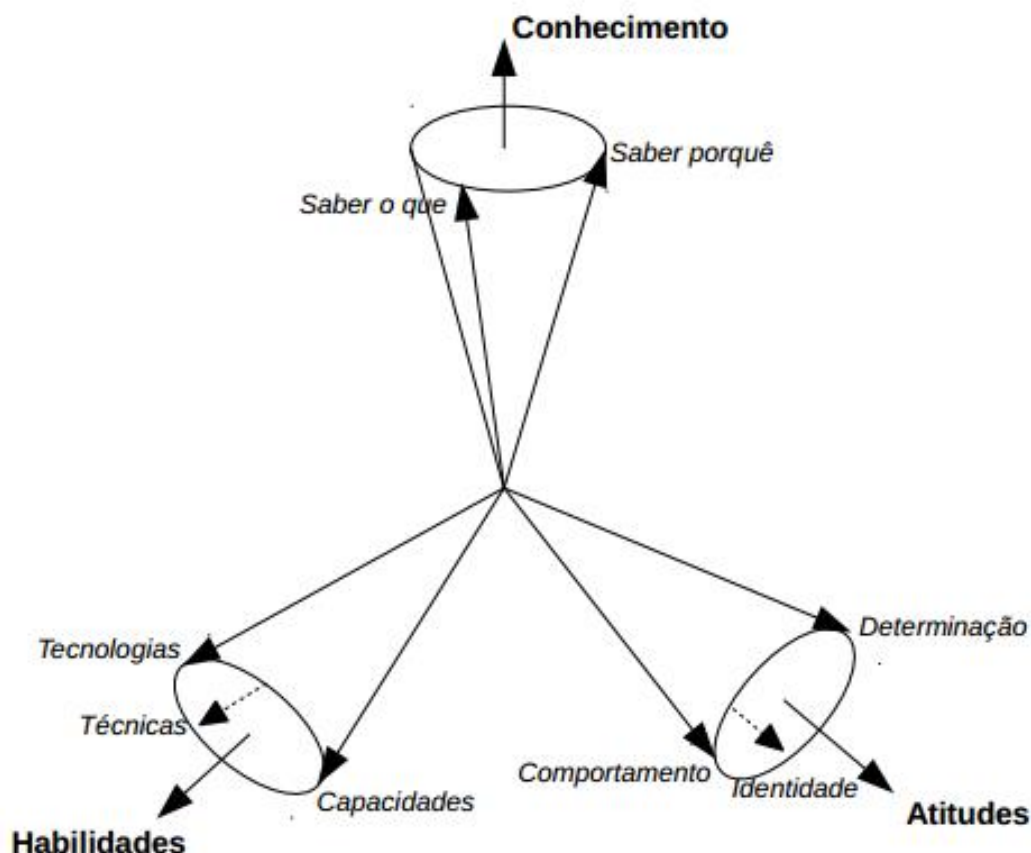 Conhecimento
Saber porquê
Saber o que
Tecnologias
Técnicas
Capacidades
Habilidades
Determinação
Comportamento
Identidade
Atitudes